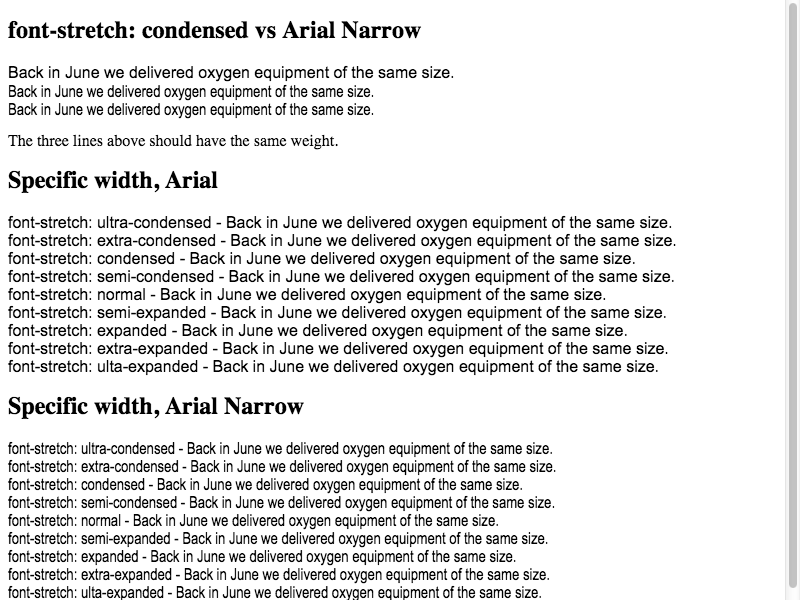 font-stretch: condensed vs Arial Narrow
Back in June we delivered oxygen equipment of the same size.
Back in June we delivered oxygen equipment of the same size.
Back in June we delivered oxygen equipment of the same size.
The three lines above should have the same weight.
Specific width, Arial
font-stretch: ultra-condensed - Back in June we delivered oxygen equipment of the same size.
font-stretch: extra-condensed - Back in June we delivered oxygen equipment of the same size.
font-stretch: condensed - Back in June we delivered oxygen equipment of the same size.
font-stretch: semi-condensed - Back in June we delivered oxygen equipment of the same size.
font-stretch: normal - Back in June we delivered oxygen equipment of the same size.
font-stretch: semi-expanded - Back in June we delivered oxygen equipment of the same size.
font-stretch: expanded - Back in June we delivered oxygen equipment of the same size.
font-stretch: extra-expanded - Back in June we delivered oxygen equipment of the same size.
font-stretch: ulta-expanded - Back in June we delivered oxygen equipment of the same size.
Specific width, Arial Narrow
font-stretch: ultra-condensed - Back in June we delivered oxygen equipment of the same size.
font-stretch: extra-condensed - Back in June we delivered oxygen equipment of the same size.
font-stretch: condensed - Back in June we delivered oxygen equipment of the same size.
font-stretch: semi-condensed - Back in June we delivered oxygen equipment of the same size.
font-stretch: normal - Back in June we delivered oxygen equipment of the same size.
font-stretch: semi-expanded - Back in June we delivered oxygen equipment of the same size.
font-stretch: expanded - Back in June we delivered oxygen equipment of the same size.
font-stretch: extra-expanded - Back in June we delivered oxygen equipment of the same size.
font-stretch: ulta-expanded - Back in June we delivered oxygen equipment of the same size.